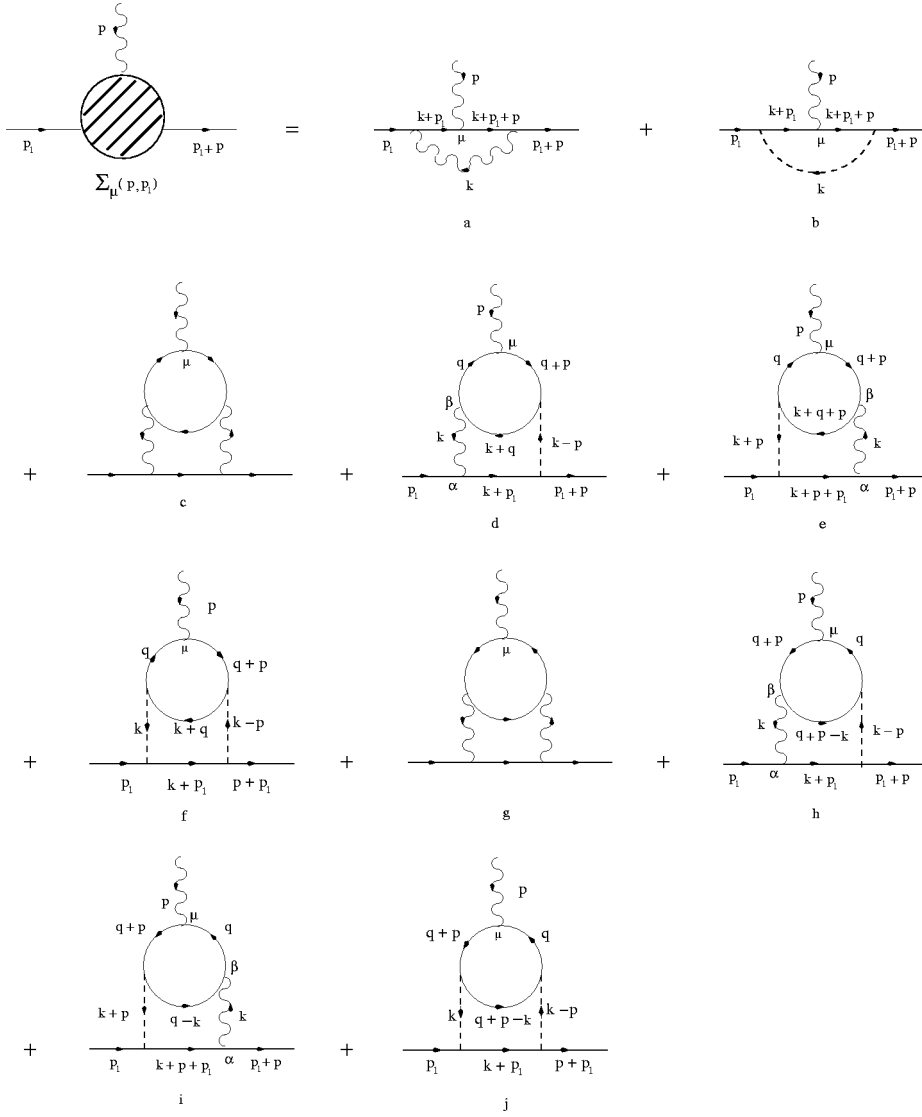 p
p₁ p₁+p
Σ_μ(p,p₁)
=
p
k+p₁ k+p₁+p
p₁ μ p₁+p
k
a
+
p
k+p₁ k+p₁+p
p₁ μ p₁+p
k
b
μ
+
c
p
μ
q q+p
β
k k+q k−p
+
p₁ α k+p₁ p₁+p
d
p
μ
q q+p
β
k+q+p
k+p k
+
p₁ k+p+p₁ α p₁+p
e
p
μ
q q+p
k k+q k−p
+
p₁ k+p₁ p+p₁
f
μ
+
g
p
μ
q+p q
β
k q+p−k k−p
+
p₁ α k+p₁ p₁+p
h
p
μ
q+p q
β
k+p q−k k
+
p₁ k+p+p₁ α p₁+p
i
p
μ
q+p q
k q+p−k k−p
+
p₁ k+p₁ p+p₁
j